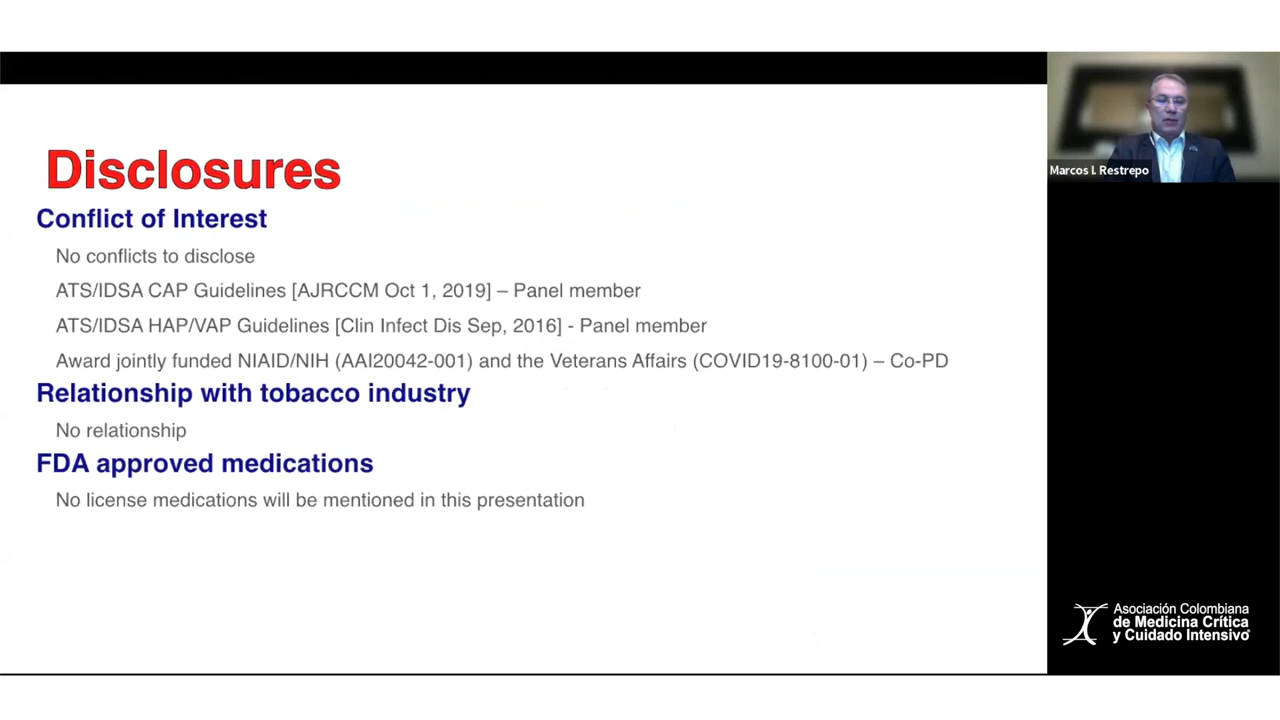 Disclosures
Conflict of Interest
No conflicts to disclose
ATS/IDSA CAP Guidelines [AJRCCM Oct 1, 2019] – Panel member
ATS/IDSA HAP/VAP Guidelines [Clin Infect Dis Sep, 2016] - Panel member
Award jointly funded NIAID/NIH (AAI20042-001) and the Veterans Affairs (COVID19-8100-01) – Co-PD
Relationship with tobacco industry
No relationship
FDA approved medications
No license medications will be mentioned in this presentation
Marcos I. Restrepo
Asociación Colombiana
de Medicina Crítica
y Cuidado Intensivo